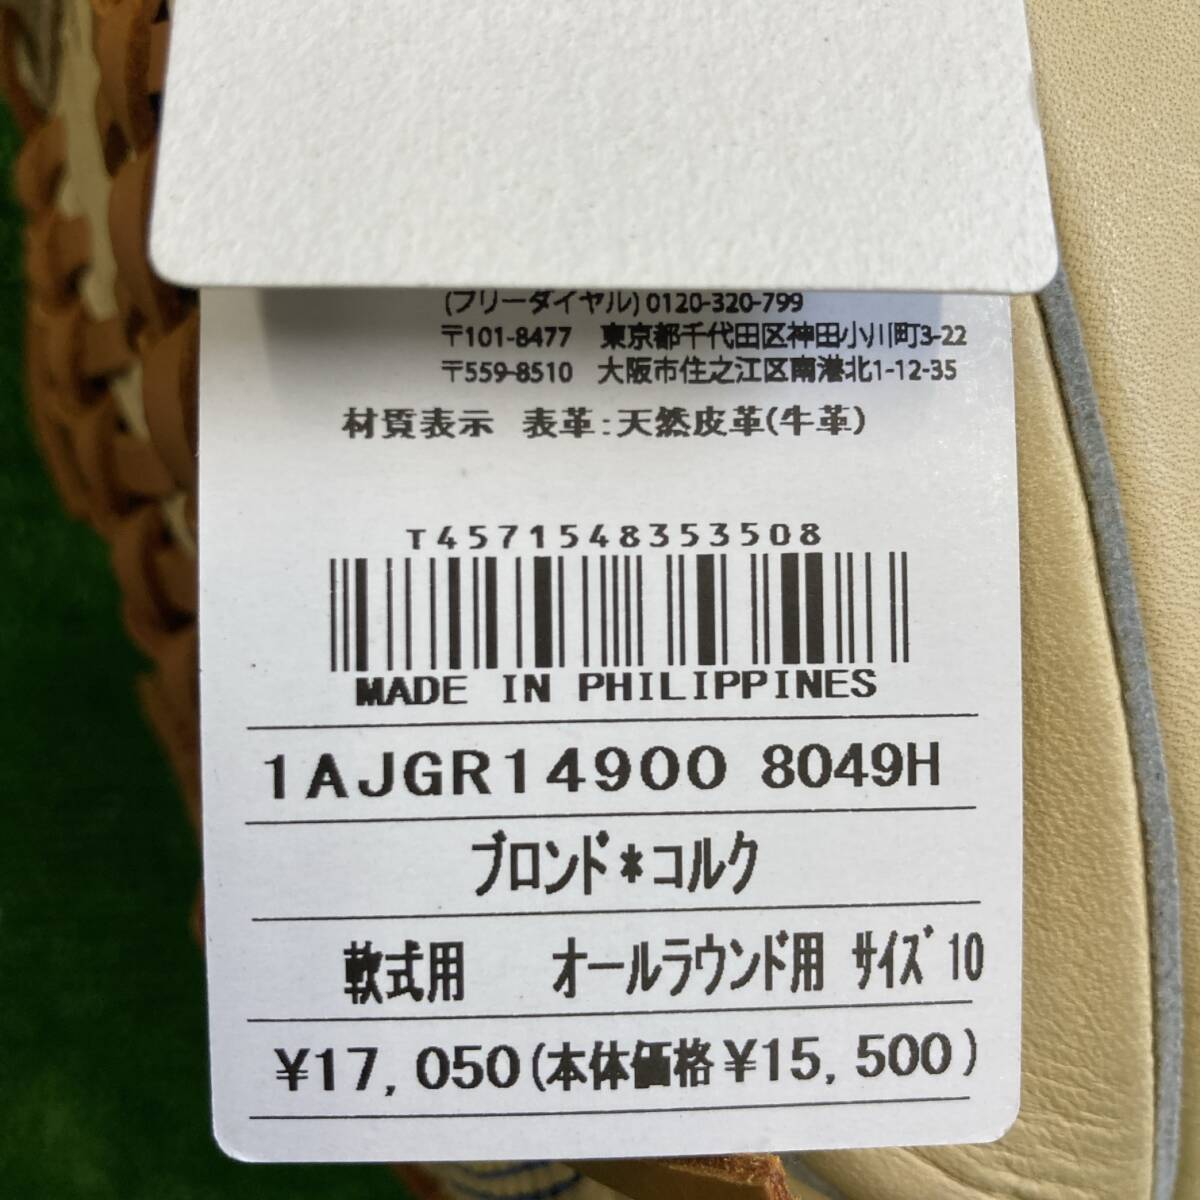 (フリーダイヤル) 0120-320-799
〒101-8477 東京都千代田区神田小川町3-22
〒559-8510 大阪市住之江区南港北1-12-35
材質表示 表革:天然皮革(牛革)
T4571548353508
MADE IN PHILIPPINES
1AJGR14900 8049H
ブロンド*コルク
軟式用 オールラウンド用 サイズ10
¥17,050(本体価格¥15,500)